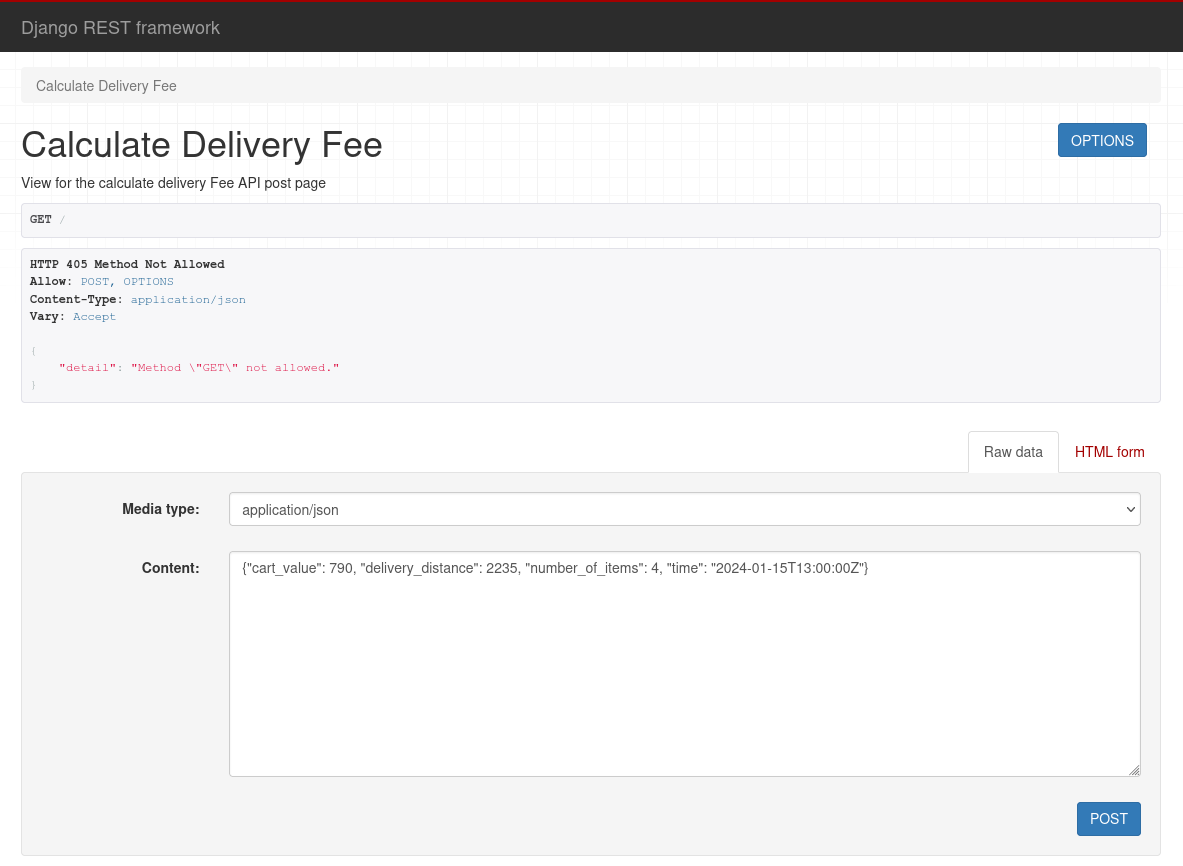 Django REST framework
Calculate Delivery Fee
Calculate Delivery Fee
OPTIONS
View for the calculate delivery Fee API post page
GET /
HTTP 405 Method Not Allowed
Allow: POST, OPTIONS
Content-Type: application/json
Vary: Accept
{
    "detail": "Method \"GET\" not allowed."
}
Raw data
HTML form
Media type:
application/json
Content:
{"cart_value": 790, "delivery_distance": 2235, "number_of_items": 4, "time": "2024-01-15T13:00:00Z"}
POST